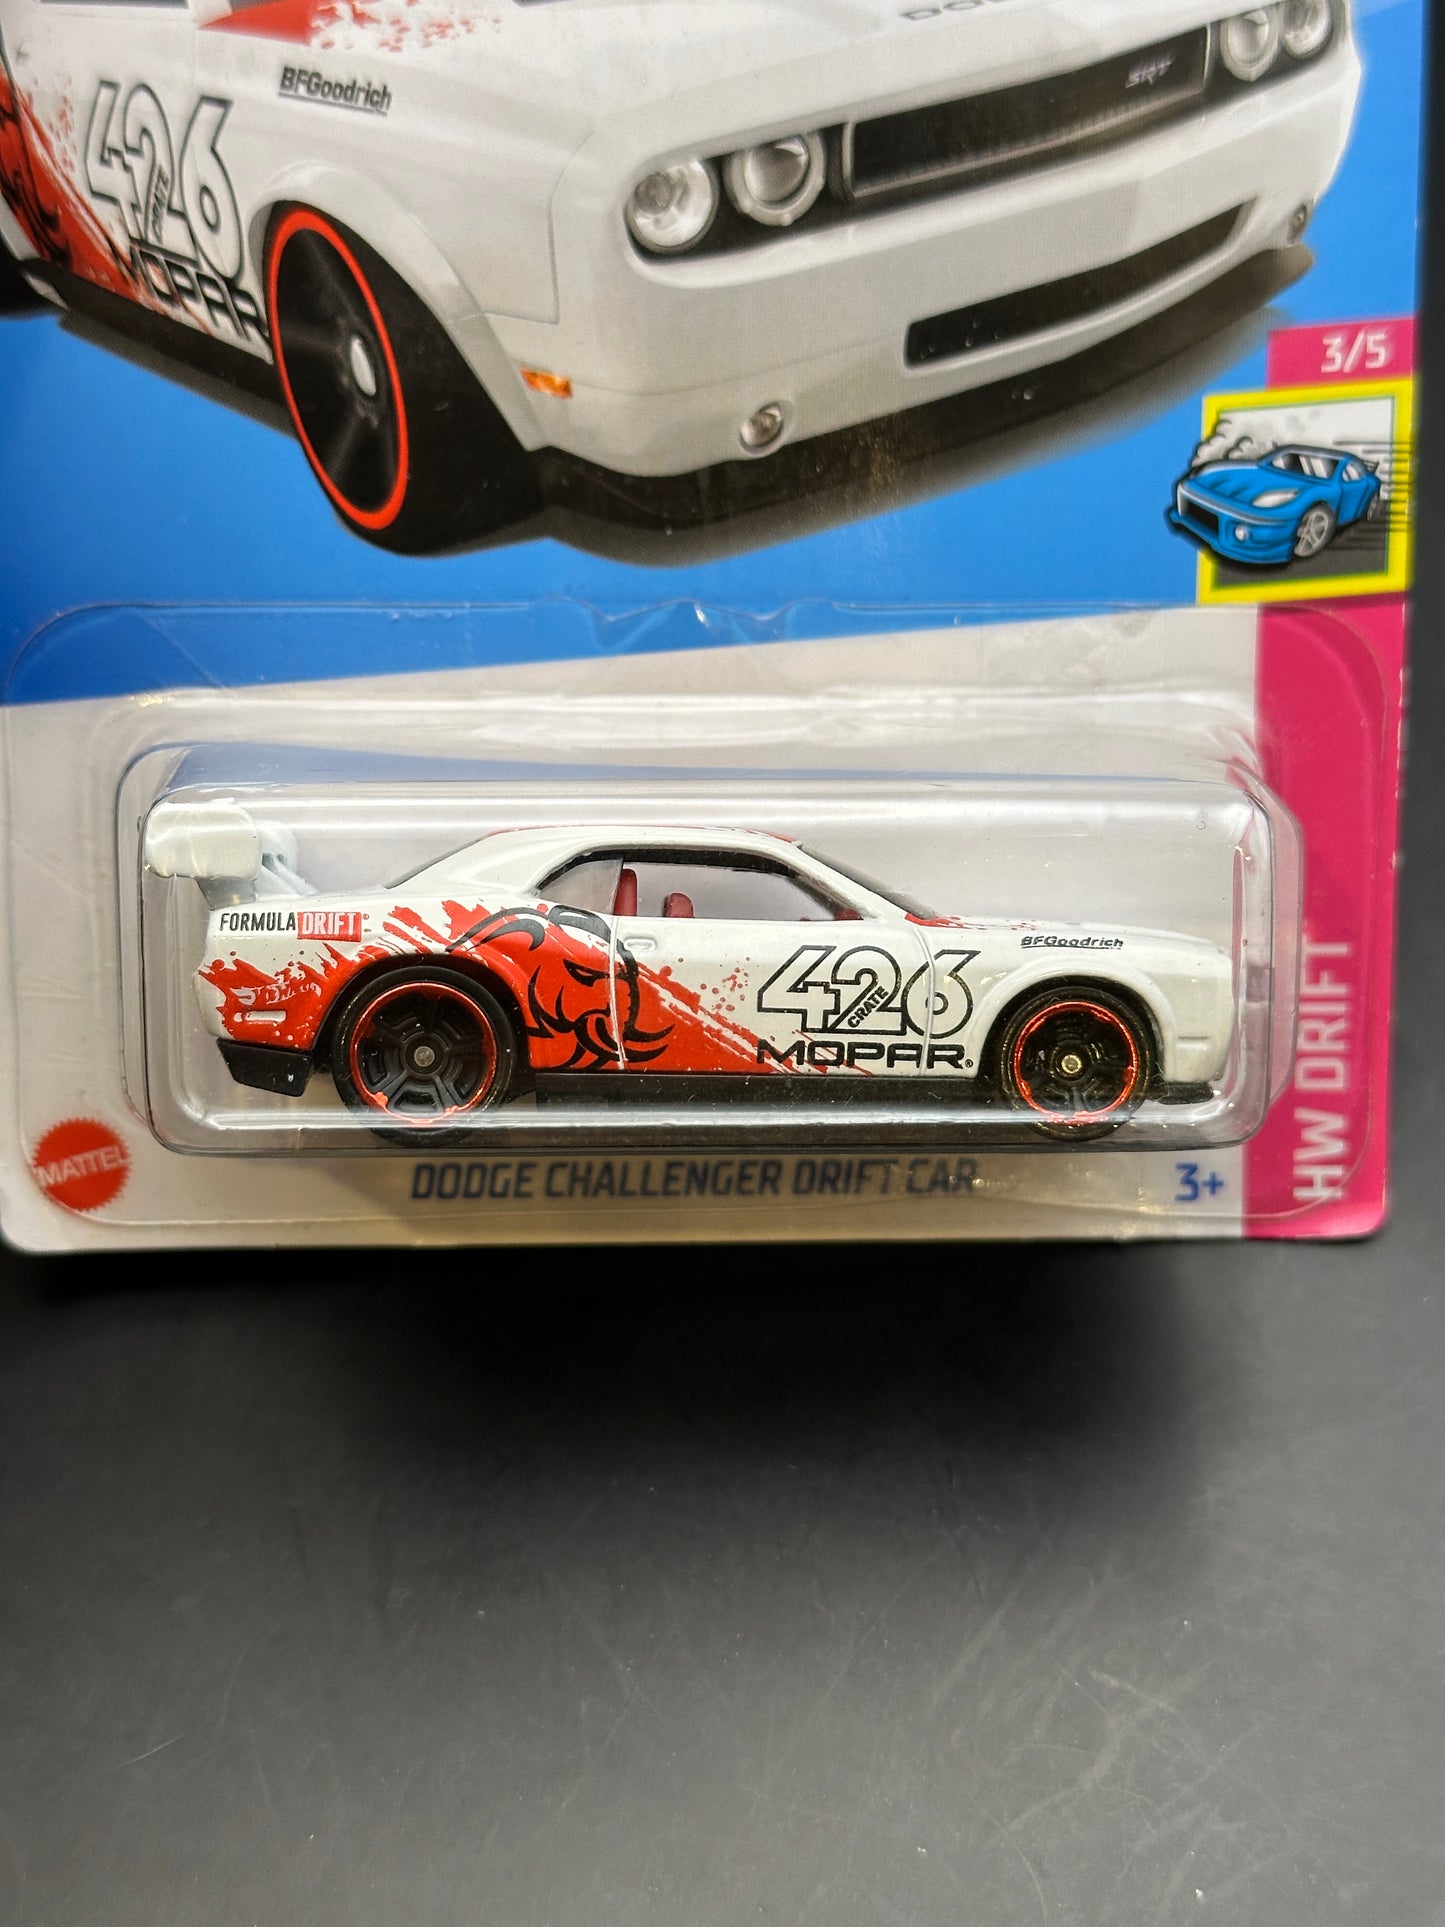 SRT
BFGoodrich
426
CRATE
MOPAR
3/5
FORMULA DRIFT
BFGoodrich
426
CRATE
MOPAR®
HW DRIFT
MATTEL
DODGE CHALLENGER DRIFT CAR
3+